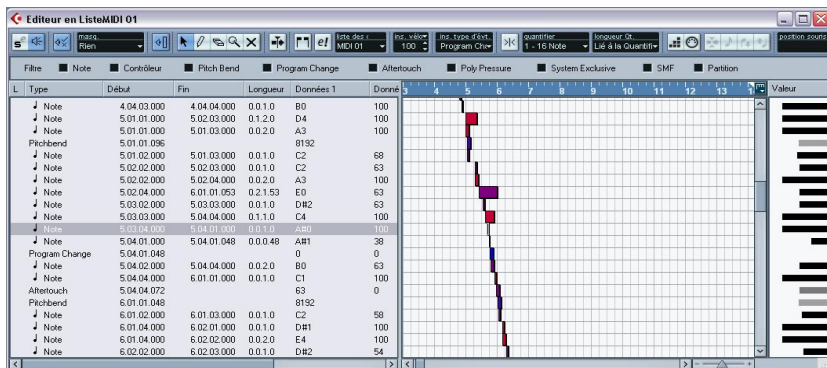 Editeur en ListeMIDI 01
masq. liste des c ins. vélo ins. type d'évt. quantifier longueur Qt. position souris
Rien MIDI 01 100 Program Cha 1 - 16 Note Lié à la Quantifi
Filtre Note Contrôleur Pitch Bend Program Change Aftertouch Poly Pressure System Exclusive SMF Partition
L Type Début Fin Longueur Données 1 Donné 3 4 5 6 7 8 9 10 11 12 13 1 Valeur
Note 4.04.03.000 4.04.04.000 0.0.1.0 B0 100
Note 5.01.01.000 5.02.03.000 0.1.2.0 D4 100
Note 5.01.01.000 5.01.03.000 0.0.2.0 A3 100
Pitchbend 5.01.01.096 8192
Note 5.01.02.000 5.01.03.000 0.0.1.0 C2 68
Note 5.02.02.000 5.02.03.000 0.0.1.0 C2 63
Note 5.02.02.000 5.02.04.000 0.0.2.0 A3 100
Note 5.02.04.000 6.01.01.053 0.2.1.53 E0 63
Note 5.03.02.000 5.03.03.000 0.0.1.0 D#2 63
Note 5.03.03.000 5.04.04.000 0.1.1.0 C4 100
Note 5.03.04.000 5.04.01.000 0.0.1.0 A#0 100
Note 5.04.01.000 5.04.01.048 0.0.0.48 A#1 38
Program Change 5.04.01.048 0 0
Note 5.04.02.000 5.04.04.000 0.0.2.0 B0 63
Note 5.04.04.000 6.01.01.000 0.0.1.0 C1 100
Aftertouch 5.04.04.072 63 0
Pitchbend 6.01.01.048 8192
Note 6.01.02.000 6.01.03.000 0.0.1.0 C2 58
Note 6.01.04.000 6.02.01.000 0.0.1.0 D#1 100
Note 6.01.04.000 6.02.02.000 0.0.2.0 E4 100
Note 6.02.02.000 6.02.03.000 0.0.1.0 D#2 54